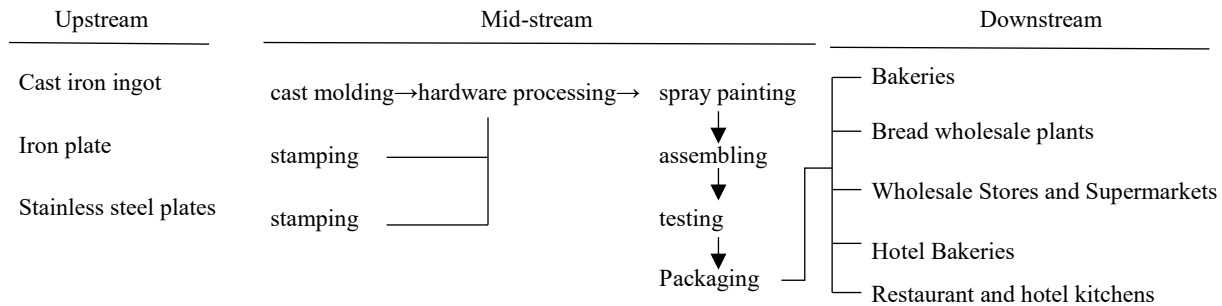 Upstream
Mid-stream
Downstream
Cast iron ingot
cast molding→hardware processing→ spray painting
Bakeries
Iron plate
stamping
assembling
Bread wholesale plants
Stainless steel plates
stamping
testing
Wholesale Stores and Supermarkets
Packaging
Hotel Bakeries
Restaurant and hotel kitchens